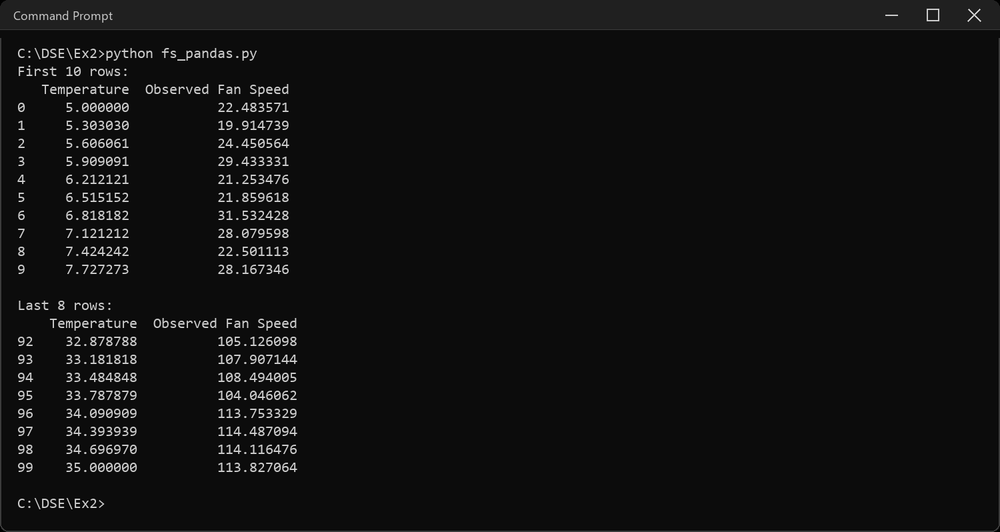 Command Prompt
C:\DSE\Ex2>python fs_pandas.py
First 10 rows:
   Temperature  Observed Fan Speed
0     5.000000           22.483571
1     5.303030           19.914739
2     5.606061           24.450564
3     5.909091           29.433331
4     6.212121           21.253476
5     6.515152           21.859618
6     6.818182           31.532428
7     7.121212           28.079598
8     7.424242           22.501113
9     7.727273           28.167346

Last 8 rows:
    Temperature  Observed Fan Speed
92    32.878788          105.126098
93    33.181818          107.907144
94    33.484848          108.494005
95    33.787879          104.046062
96    34.090909          113.753329
97    34.393939          114.487094
98    34.696970          114.116476
99    35.000000          113.827064

C:\DSE\Ex2>